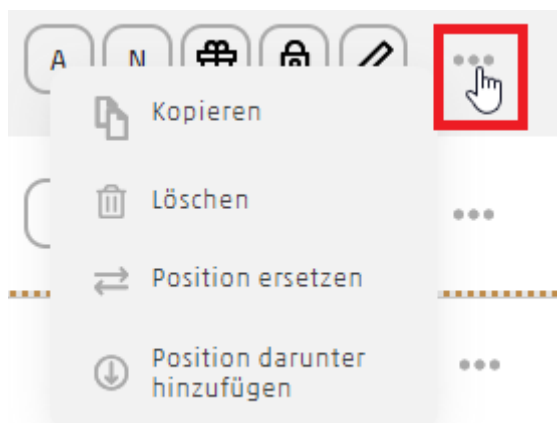 A N
Kopieren
Löschen
Position ersetzen
Position darunter
hinzufügen